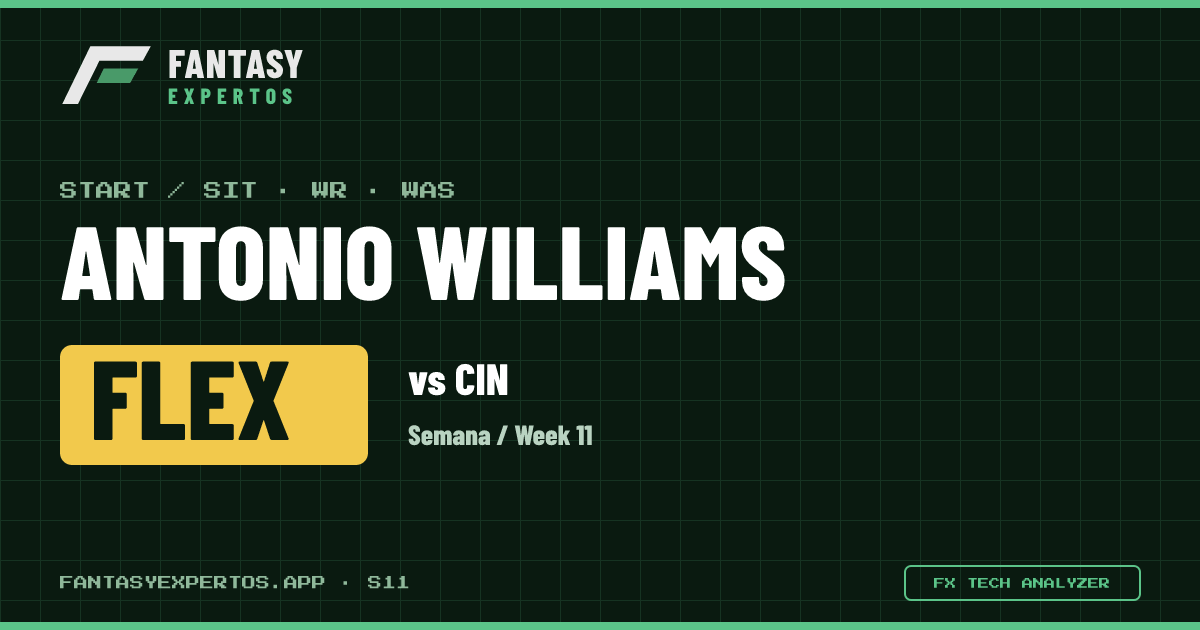 FANTASY
EXPERTOS
START / SIT · WR · WAS
ANTONIO WILLIAMS
FLEX
vs CIN
Semana / Week 11
FANTASYEXPERTOS.APP · S11
FX TECH ANALYZER